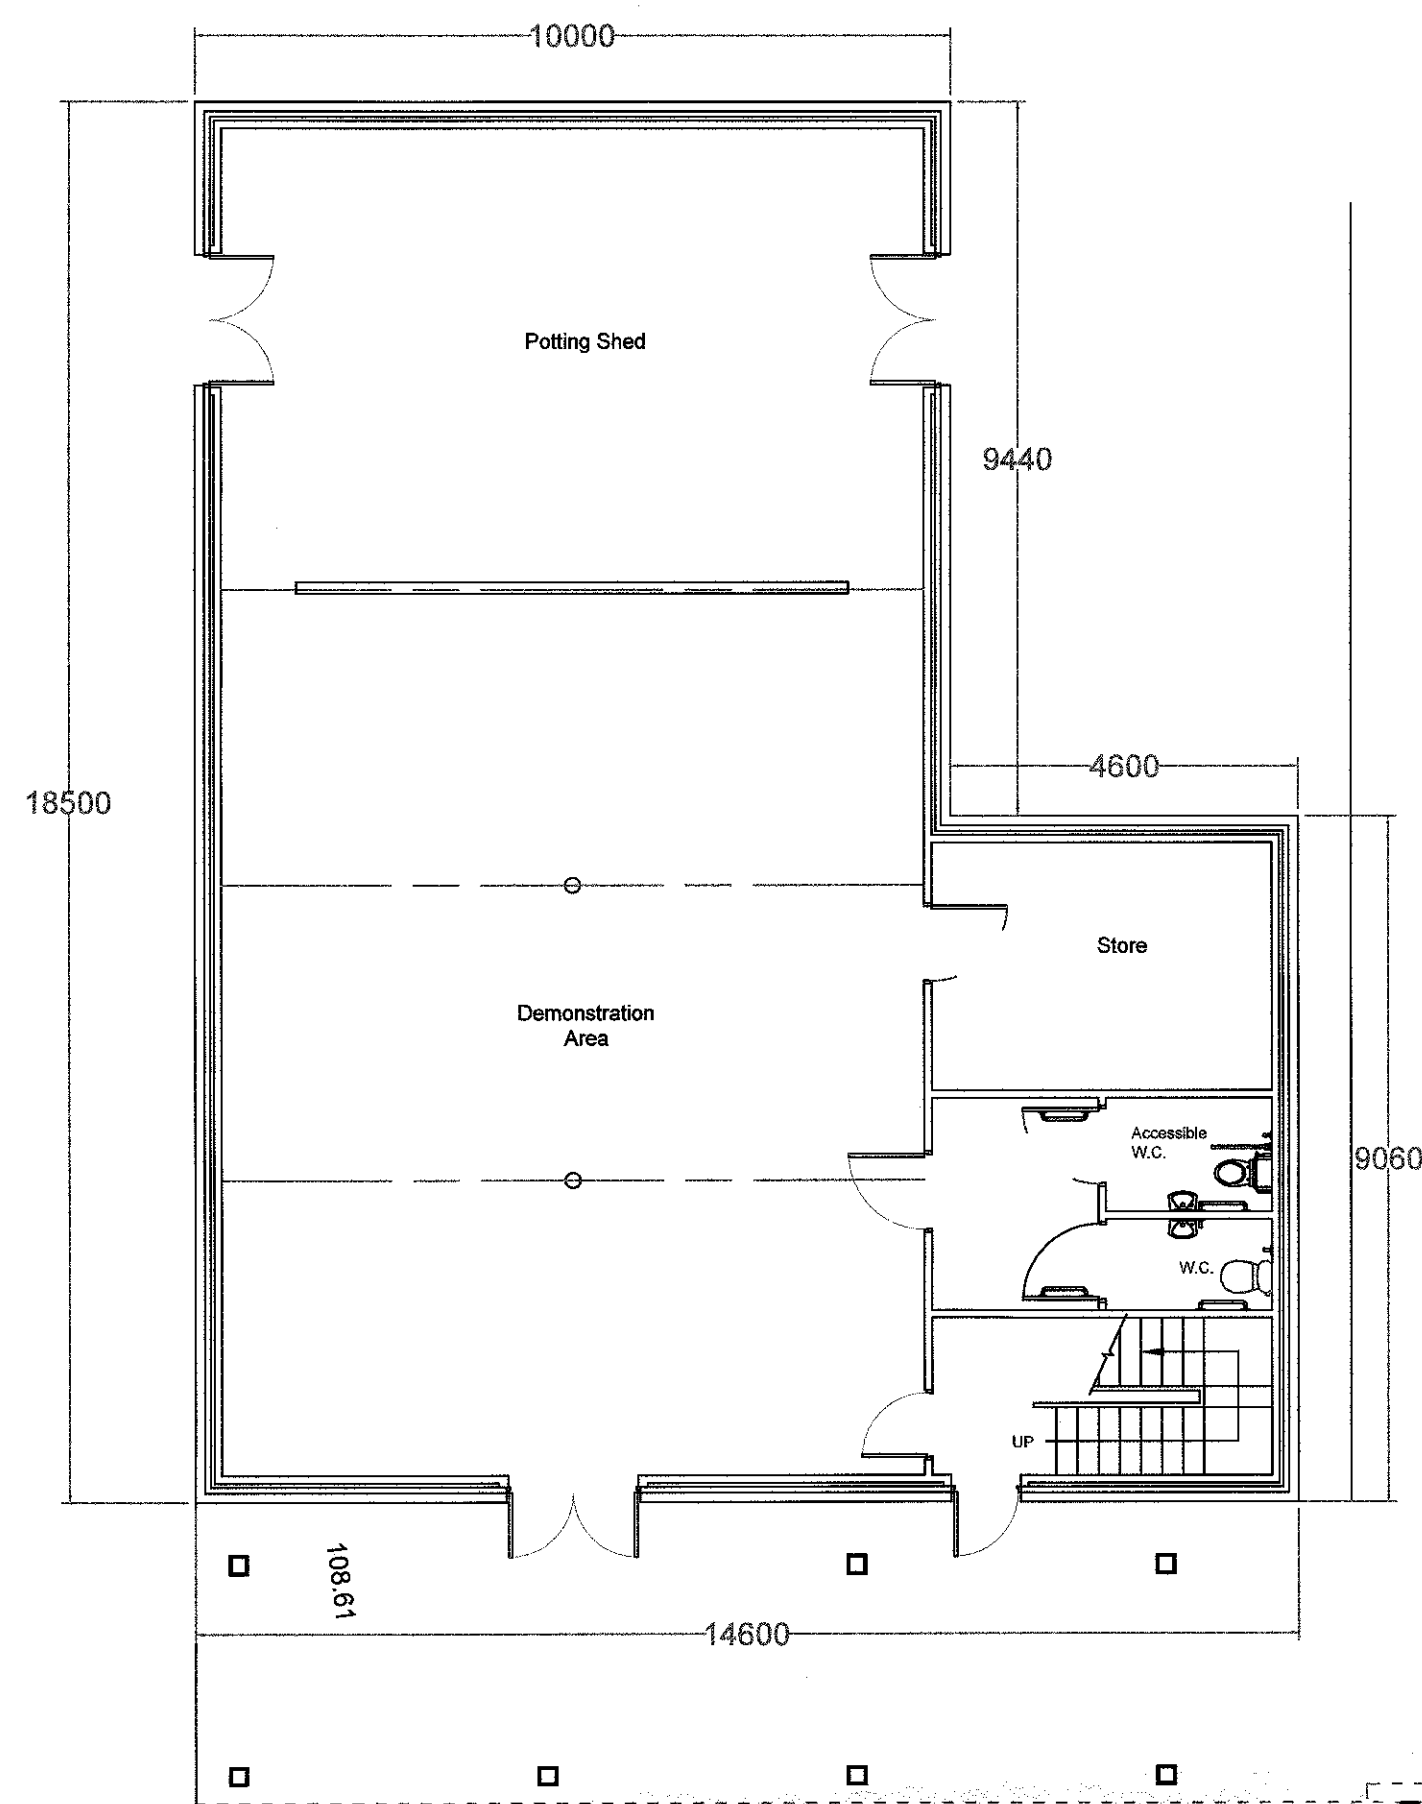 10000
Potting Shed
9440
4600
18500
Store
Demonstration
Area
Accessible
W.C.
9060
W.C.
UP
108.61
14600